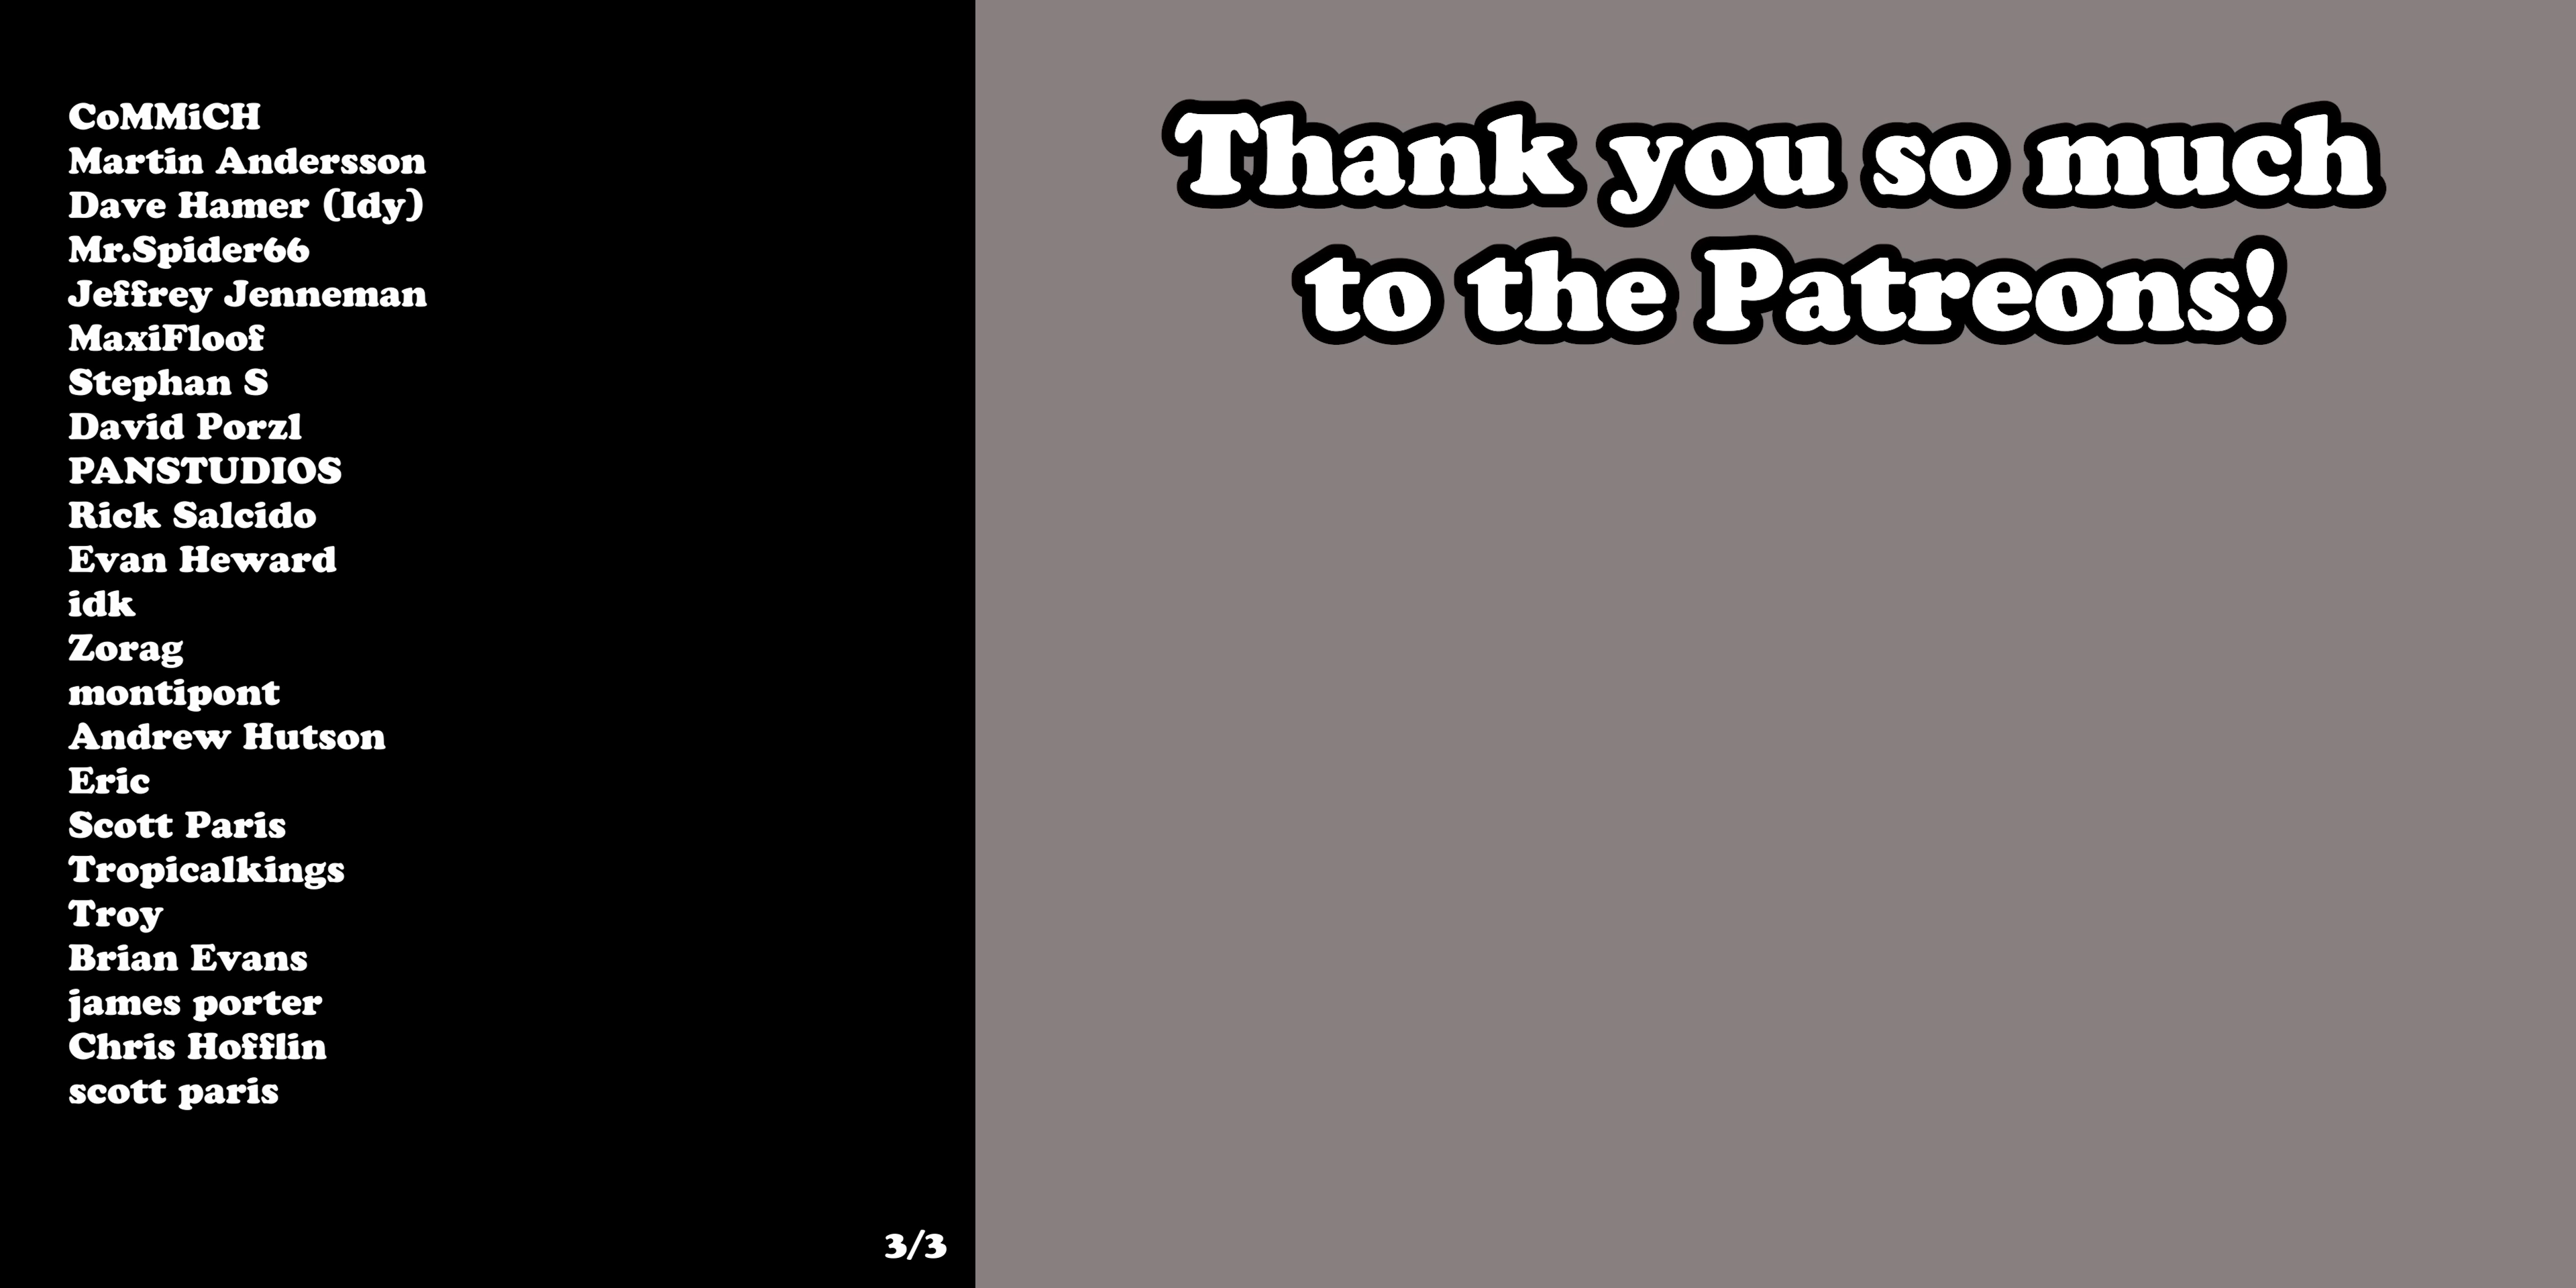 CoMMiCH
Martin Andersson
Dave Hamer (Idy)
Mr.Spider66
Jeffrey Jenneman
MaxiFloof
Stephan S
David Porzl
PANSTUDIOS
Rick Salcido
Evan Heward
idk
Zorag
montipont
Andrew Hutson
Eric
Scott Paris
Tropicalkings
Troy
Brian Evans
james porter
Chris Hofflin
scott paris
3/3
Thank you so much
to the Patreons!